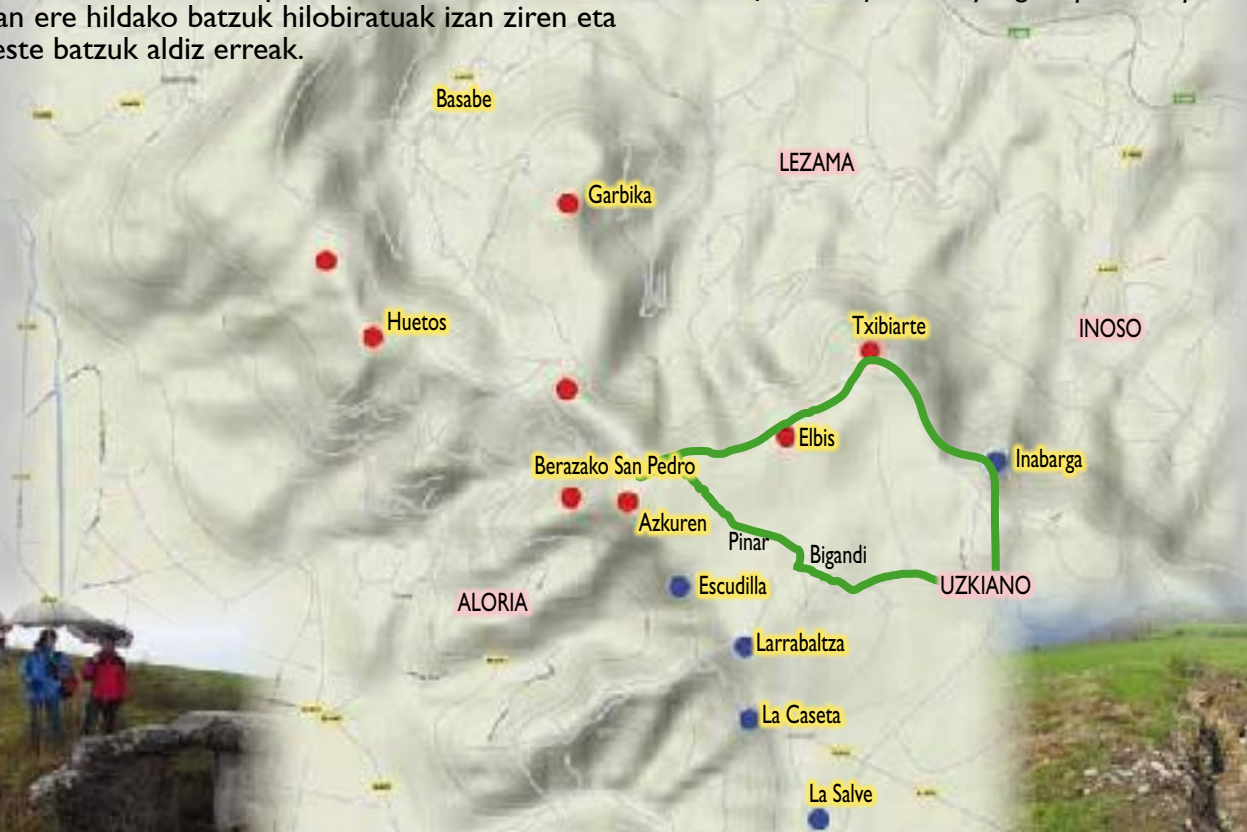 an ere hildako batzuk hilobiratuak izan ziren eta
este batzuk aldiz erreak.
Basabe
LEZAMA
Garbika
Huetos
Txibiarte
INOSO
Elbis
Berazako San Pedro
Inabarga
Azkuren
Pinar
Bigandi
Escudilla
UZKIANO
ALORIA
Larrabaltza
La Caseta
La Salve